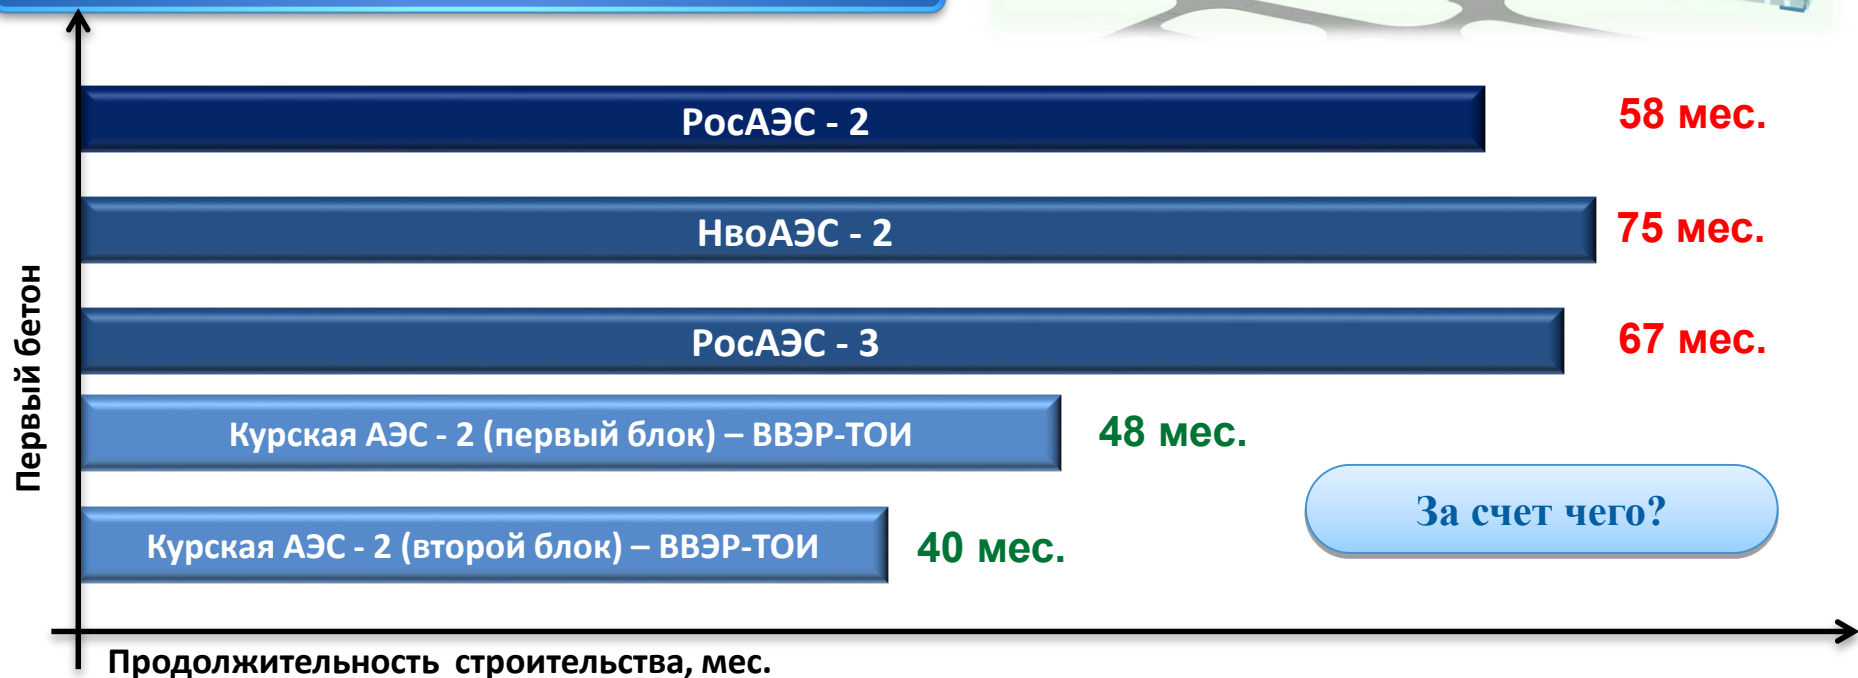 РосАЭС - 2
58 мес.
НвоАЭС - 2
75 мес.
РосАЭС - 3
67 мес.
Курская АЭС - 2 (первый блок) – ВВЭР-ТОИ
48 мес.
Курская АЭС - 2 (второй блок) – ВВЭР-ТОИ
40 мес.
За счет чего?
Первый бетон
Продолжительность строительства, мес.